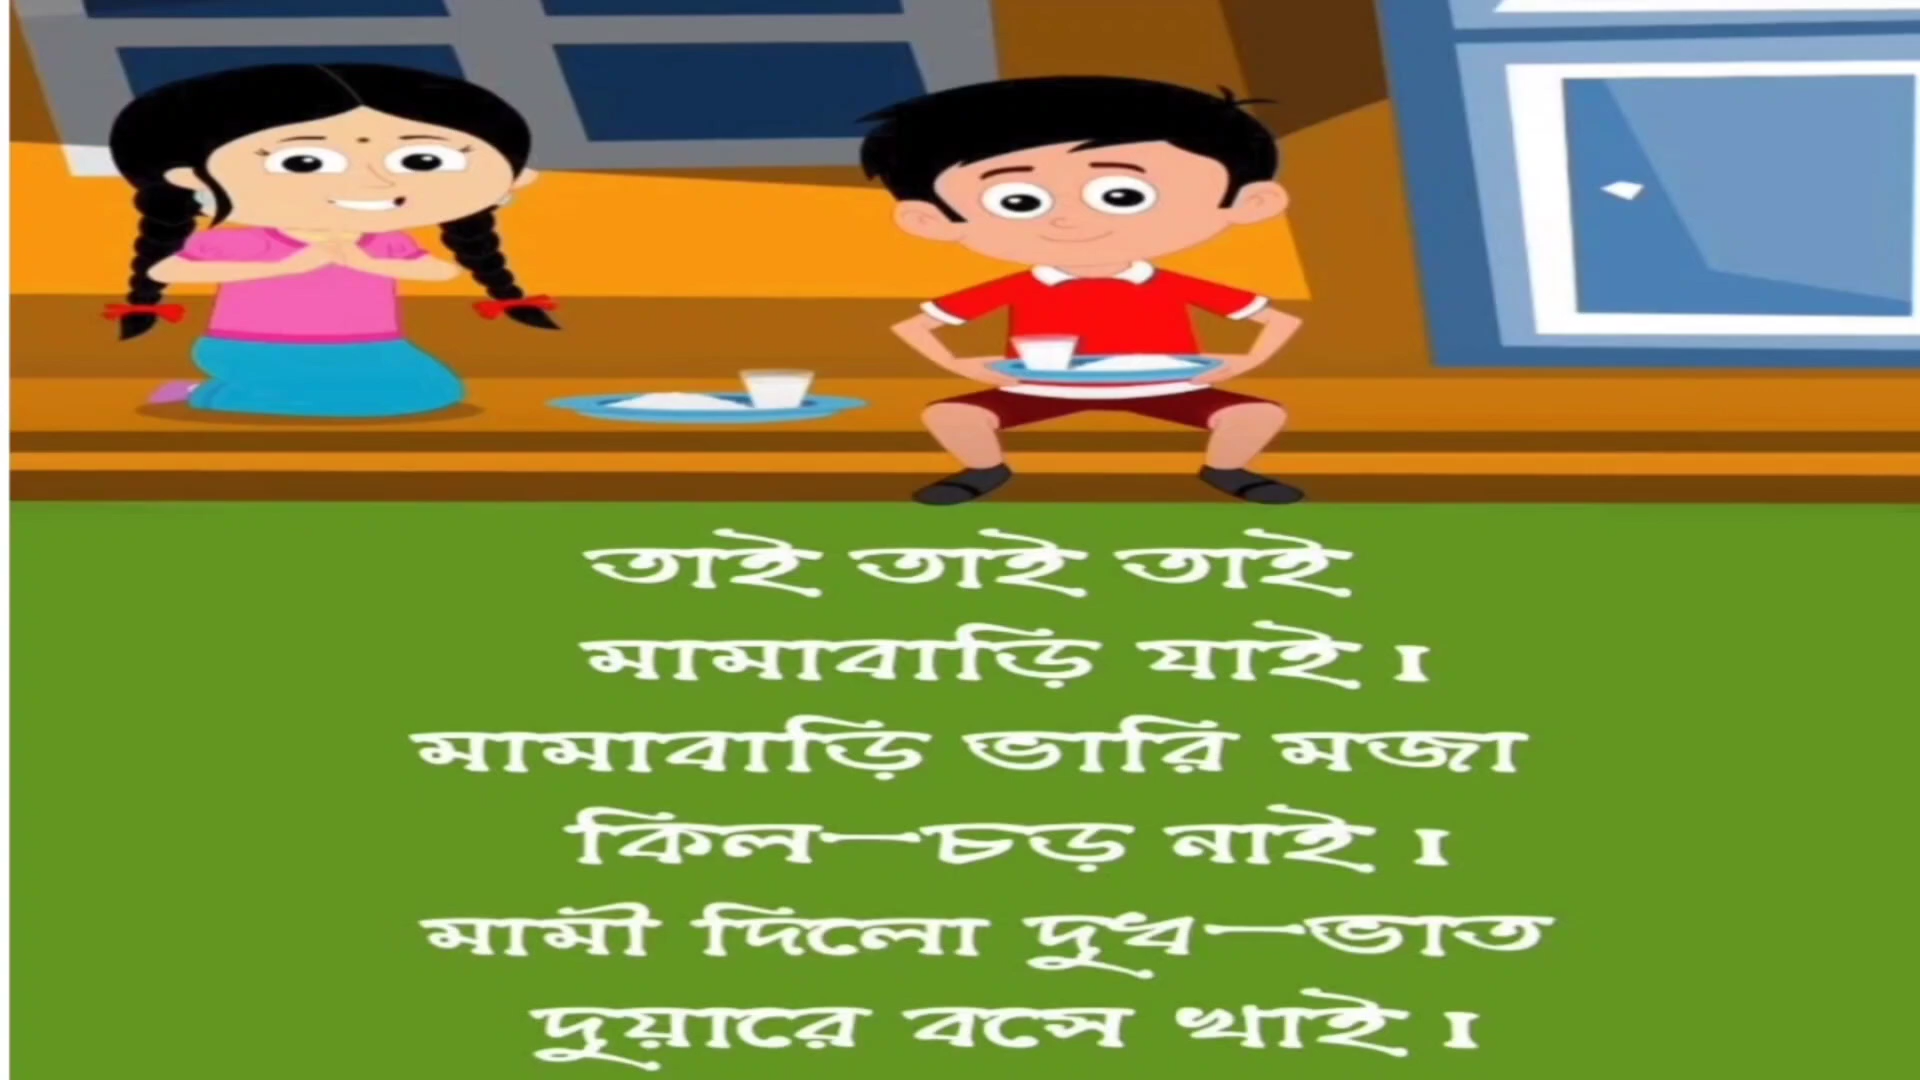 তাই তাই তাই
মামাবাড়ি যাই।
মামাবাড়ি ভারি মজা
কিল—চড় নাই।
মামী দিলো দুধ—ভাত
দুয়ারে বসে খাই।